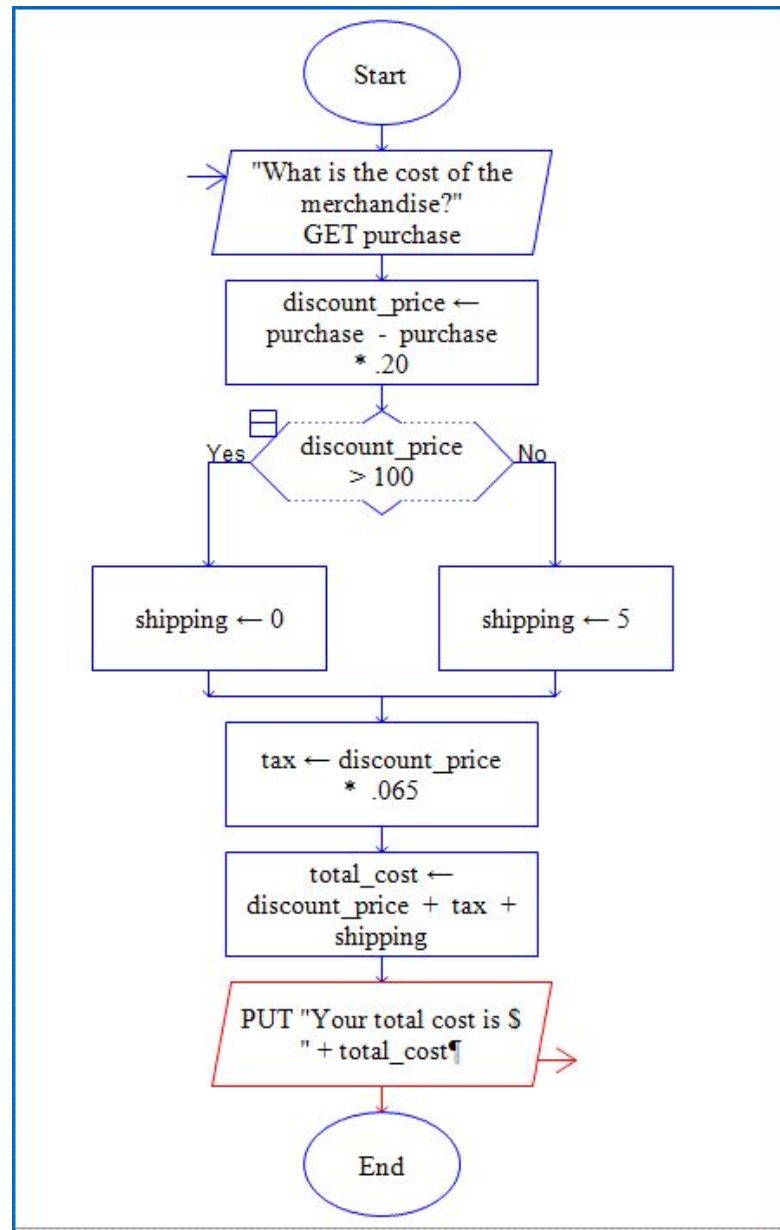 Start
"What is the cost of the
merchandise?"
GET purchase
discount_price ←
purchase - purchase
* .20
Yes
discount_price
> 100
No
shipping ← 0
shipping ← 5
tax ← discount_price
* .065
total_cost ←
discount_price + tax +
shipping
PUT "Your total cost is $
" + total_cost¶
End